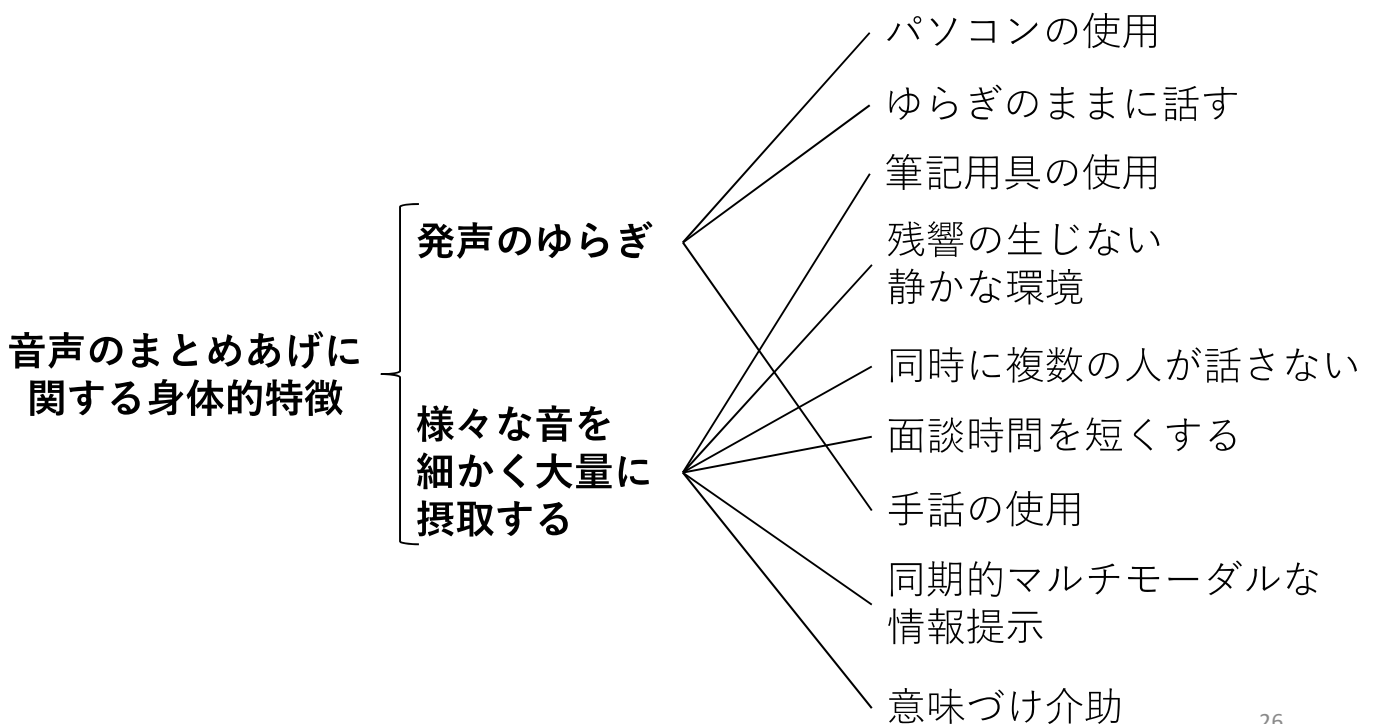 音声のまとめあげに
関する身体的特徴
発声のゆらぎ
様々な音を
細かく大量に
摂取する
パソコンの使用
ゆらぎのままに話す
筆記用具の使用
残響の生じない
静かな環境
同時に複数の人が話さない
面談時間を短くする
手話の使用
同期的マルチモーダルな
情報提示
意味づけ介助
26